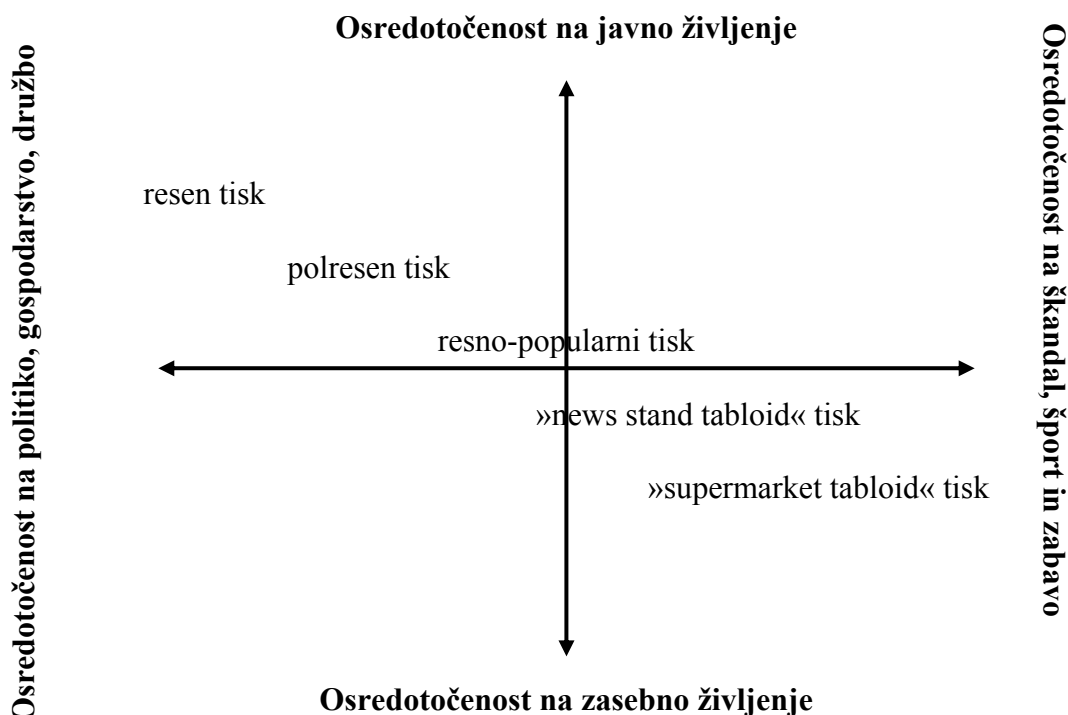 Osredotočenost na javno življenje
Osredotočenost na politiko, gospodarstvo, družbo
Osredotočenost na škandal, šport in zabavo
resen tisk
polresen tisk
resno-popularni tisk
»news stand tabloid« tisk
»supermarket tabloid« tisk
Osredotočenost na zasebno življenje